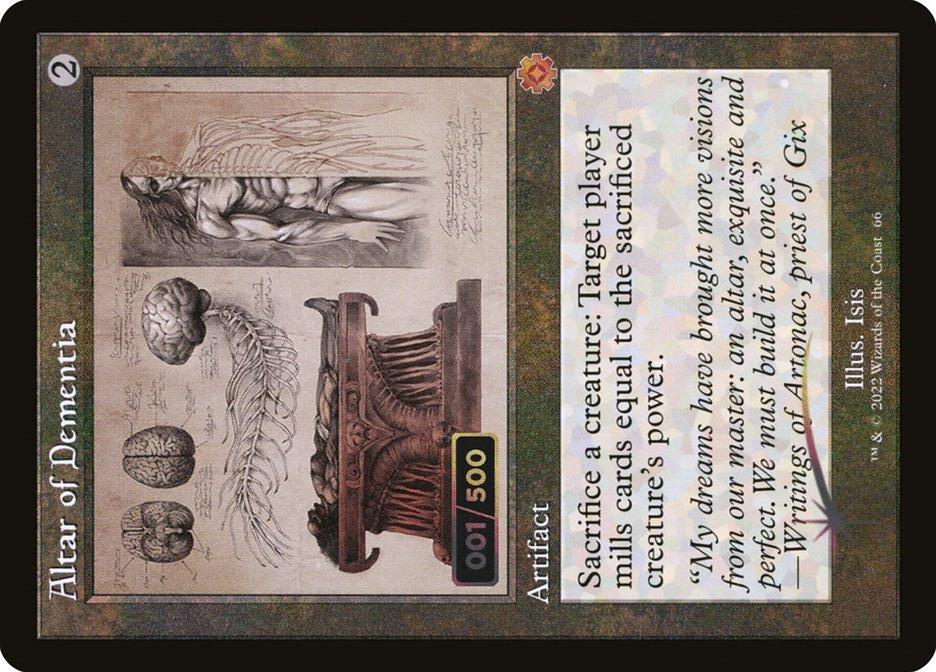 Altar of Dementia
2
001/500
Artifact
Sacrifice a creature: Target player
mills cards equal to the sacrificed
creature's power.
“My dreams have brought more visions
from our master: an altar, exquisite and
perfect. We must build it at once.”
—Writings of Artonac, priest of Gix
Illus. Isis
™ & © 2022 Wizards of the Coast 66